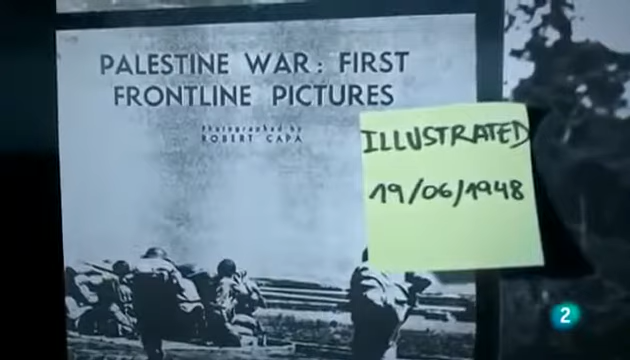 PALESTINE WAR: FIRST
FRONTLINE PICTURES
Photographed by
ROBERT CAPA
ILLUSTRATED
19/06/1948
2